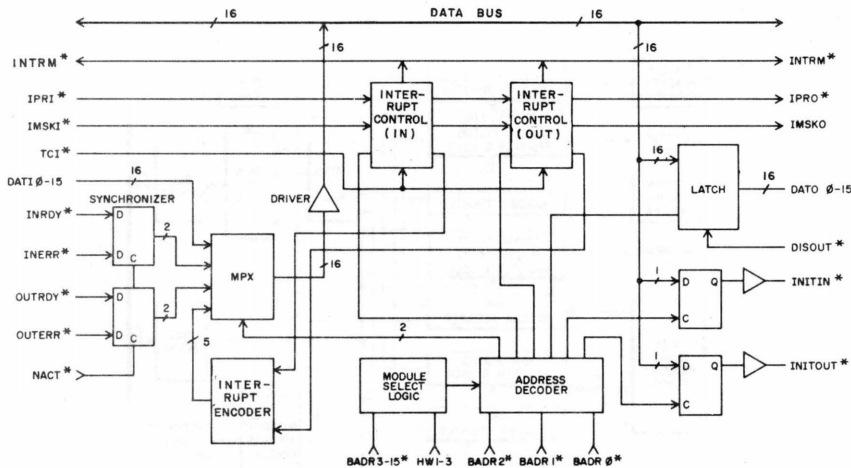 DATA BUS
16
16
16
16
INTRM*
INTRM*
IPRI*
INTER-
RUPT
CONTROL
(IN)
INTER-
RUPT
CONTROL
(OUT)
IPRO*
IMSKI*
IMSKO
TCI*
16
DATI Ø-15
SYNCHRONIZER
DRIVER
16
LATCH
16
DATO Ø-15
INRDY*
D
2
INERR*
D
C
MPX
16
DISOUT*
OUTRDY*
D
2
OUTERR*
D
C
1
D
Q
C
INITIN*
NACT*
5
INTER-
RUPT
ENCODER
2
MODULE
SELECT
LOGIC
ADDRESS
DECODER
1
D
Q
C
INITOUT*
BADR3-15*
HW1-3
BADR2*
BADR1*
BADRØ*